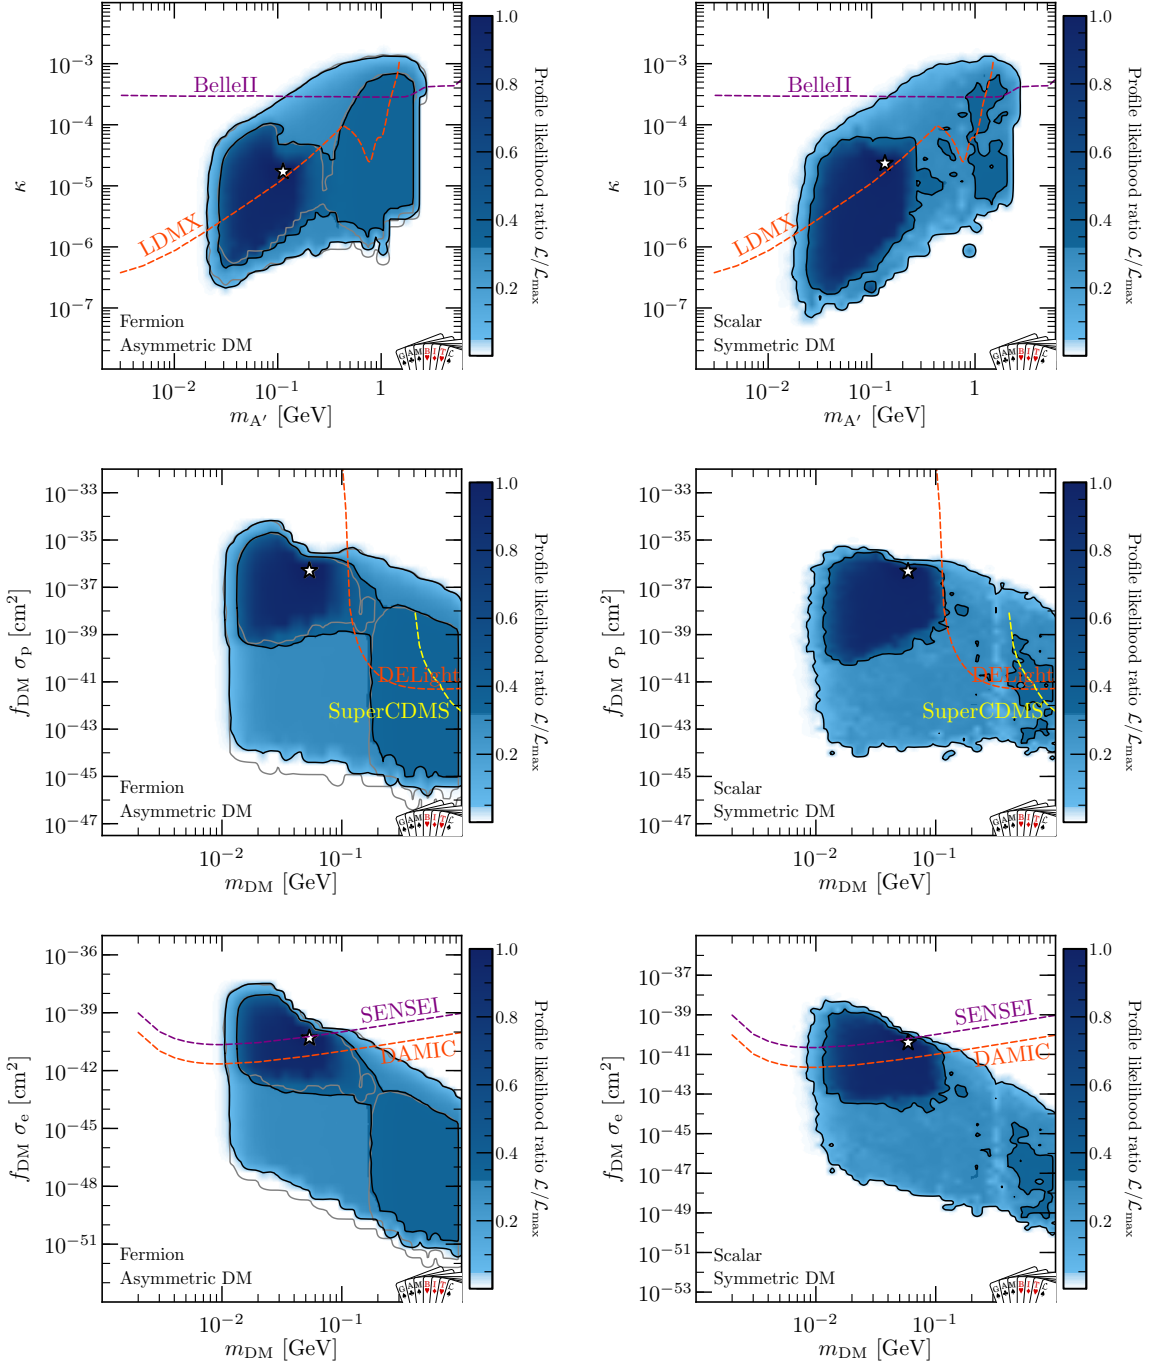 10⁻³
10⁻⁴
10⁻⁵
10⁻⁶
10⁻⁷
κ
BelleII
LDMX
Fermion
Asymmetric DM
GAMBIT
10⁻²
10⁻¹
1
m_A′ [GeV]
1.0
0.8
0.6
0.4
0.2
Profile likelihood ratio ℒ/ℒ_max
10⁻³
10⁻⁴
10⁻⁵
10⁻⁶
10⁻⁷
κ
BelleII
LDMX
Scalar
Symmetric DM
GAMBIT
10⁻²
10⁻¹
1
m_A′ [GeV]
1.0
0.8
0.6
0.4
0.2
Profile likelihood ratio ℒ/ℒ_max
10⁻³³
10⁻³⁵
10⁻³⁷
10⁻³⁹
10⁻⁴¹
10⁻⁴³
10⁻⁴⁵
10⁻⁴⁷
f_DM σ_p [cm²]
DELight
SuperCDMS
Fermion
Asymmetric DM
GAMBIT
10⁻²
10⁻¹
m_DM [GeV]
1.0
0.8
0.6
0.4
0.2
Profile likelihood ratio ℒ/ℒ_max
10⁻³³
10⁻³⁵
10⁻³⁷
10⁻³⁹
10⁻⁴¹
10⁻⁴³
10⁻⁴⁵
10⁻⁴⁷
f_DM σ_p [cm²]
DELight
SuperCDMS
Scalar
Symmetric DM
GAMBIT
10⁻²
10⁻¹
m_DM [GeV]
1.0
0.8
0.6
0.4
0.2
Profile likelihood ratio ℒ/ℒ_max
10⁻³⁶
10⁻³⁹
10⁻⁴²
10⁻⁴⁵
10⁻⁴⁸
10⁻⁵¹
f_DM σ_e [cm²]
SENSEI
DAMIC
Fermion
Asymmetric DM
GAMBIT
10⁻²
10⁻¹
m_DM [GeV]
1.0
0.8
0.6
0.4
0.2
Profile likelihood ratio ℒ/ℒ_max
10⁻³⁷
10⁻³⁹
10⁻⁴¹
10⁻⁴³
10⁻⁴⁵
10⁻⁴⁷
10⁻⁴⁹
10⁻⁵¹
10⁻⁵³
f_DM σ_e [cm²]
SENSEI
DAMIC
Scalar
Symmetric DM
GAMBIT
10⁻²
10⁻¹
m_DM [GeV]
1.0
0.8
0.6
0.4
0.2
Profile likelihood ratio ℒ/ℒ_max